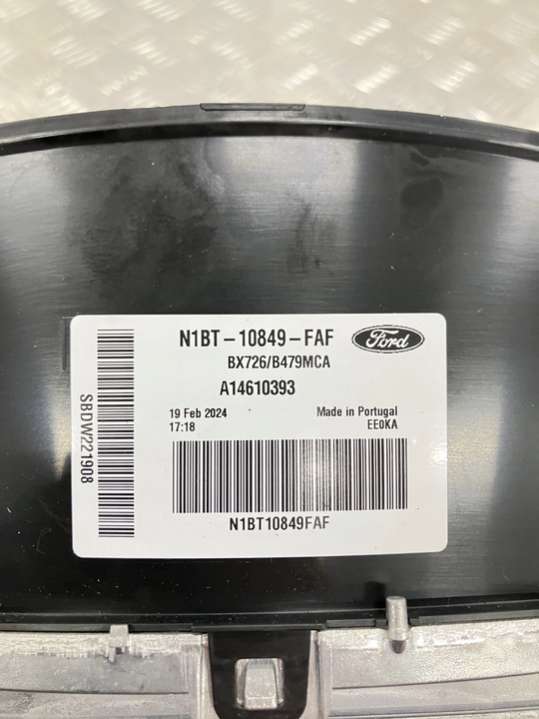 N1BT-10849-FAF
Ford
BX726/B479MCA
A14610393
19 Feb 2024
Made in Portugal
17:18
EE0KA
N1BT10849FAF
SBDW221908